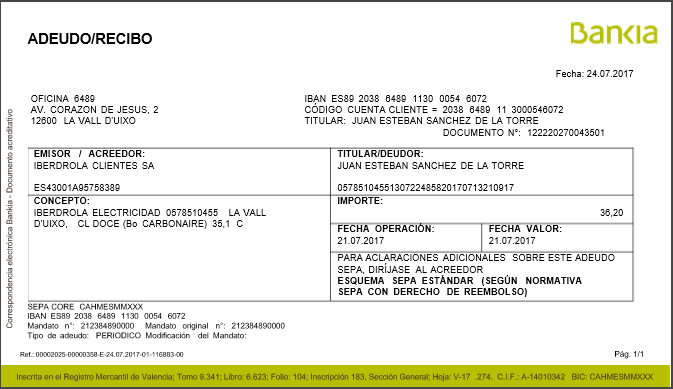 Bankia
ADEUDO/RECIBO
Fecha: 24.07.2017
OFICINA 6489
AV. CORAZON DE JESUS, 2
12600 LA VALL D'UIXO
IBAN ES89 2038 6489 1130 0054 6072
CÓDIGO CUENTA CLIENTE = 2038 6489 11 3000546072
TITULAR: JUAN ESTEBAN SANCHEZ DE LA TORRE
DOCUMENTO Nº: 122220270043501
EMISOR / ACREEDOR:
IBERDROLA CLIENTES SA
ES43001A95758389
TITULAR/DEUDOR:
JUAN ESTEBAN SANCHEZ DE LA TORRE
0578510455130722485820170713210917
CONCEPTO:
IBERDROLA ELECTRICIDAD 0578510455 LA VALL
D'UIXO, CL DOCE (Bo CARBONAIRE) 35,1 C
IMPORTE:
36,20
FECHA OPERACIÓN:
21.07.2017
FECHA VALOR:
21.07.2017
PARA ACLARACIONES ADICIONALES SOBRE ESTE ADEUDO
SEPA, DIRÍJASE AL ACREEDOR
ESQUEMA SEPA ESTÁNDAR (SEGÚN NORMATIVA
SEPA CON DERECHO DE REEMBOLSO)
SEPA CORE CAHMESMMXXX
IBAN ES89 2038 6489 1130 0054 6072
Mandato nº: 212384890000 Mandato original nº: 212384890000
Tipo de adeudo: PERIODICO Modificación del Mandato:
Ref.: 00002025-00000358-E-24.07.2017-01-116883-00
Pág. 1/1
Correspondencia electrónica Bankia - Documento acreditativo
Inscrita en el Registro Mercantil de Valencia; Tomo 9.341; Libro: 6.623; Folio: 104; Inscripción 183, Sección General; Hoja: V-17 .274. C.I.F.: A-14010342 BIC: CAHMESMMXXX